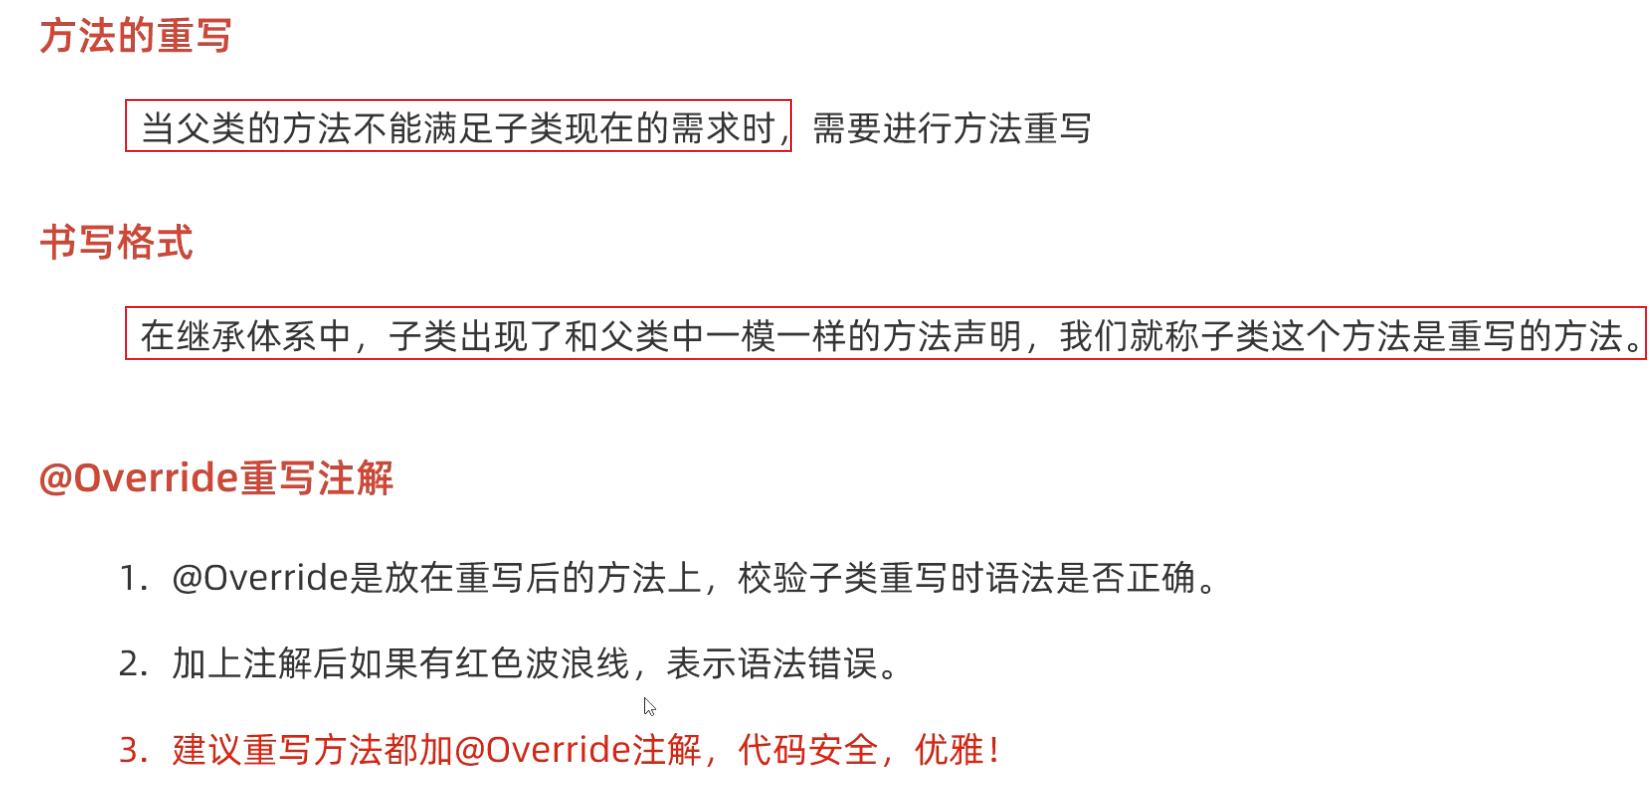 方法的重写
当父类的方法不能满足子类现在的需求时，需要进行方法重写
书写格式
在继承体系中，子类出现了和父类中一模一样的方法声明，我们就称子类这个方法是重写的方法。
@Override重写注解
1. @Override是放在重写后的方法上，校验子类重写时语法是否正确。
2. 加上注解后如果有红色波浪线，表示语法错误。
3. 建议重写方法都加@Override注解，代码安全，优雅！